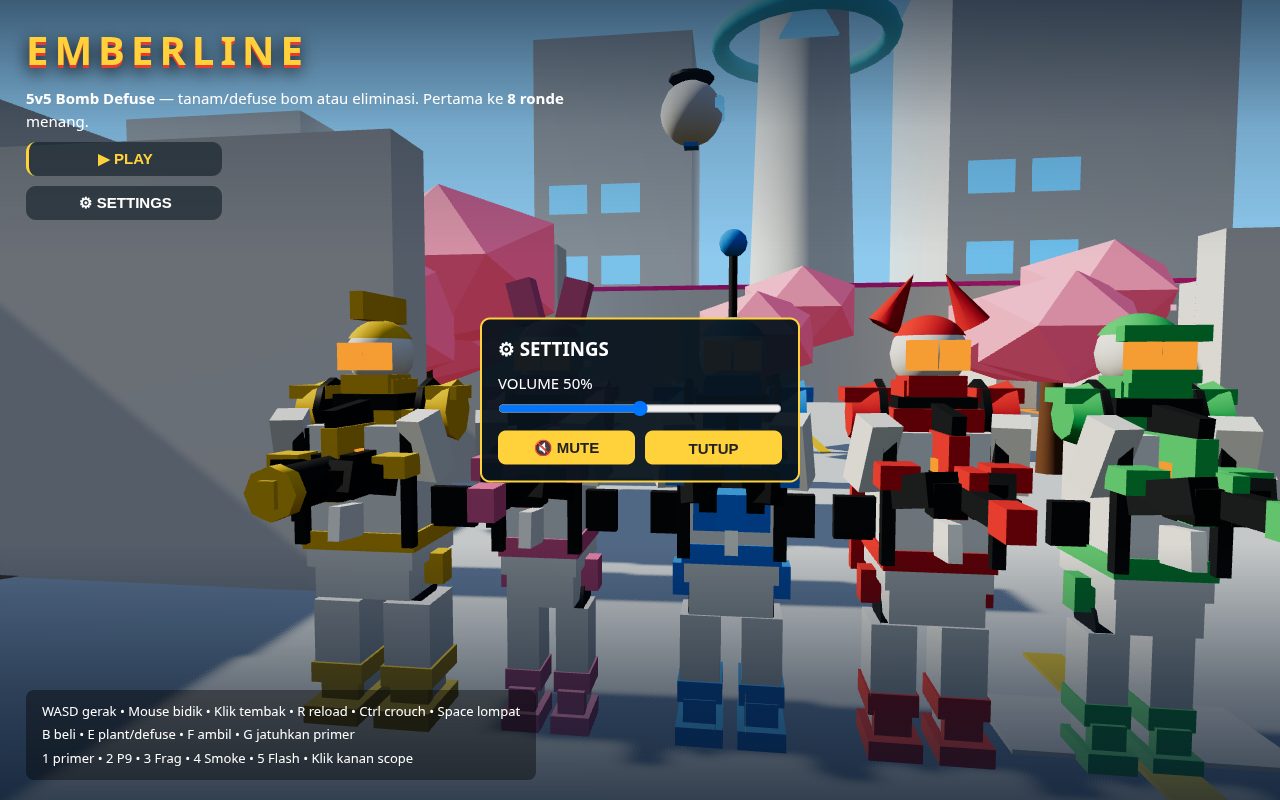 EMBERLINE
5v5 Bomb Defuse — tanam/defuse bom atau eliminasi. Pertama ke 8 ronde
menang.
▶ PLAY
⚙ SETTINGS
⚙ SETTINGS
VOLUME 50%
🔇 MUTE
TUTUP
WASD gerak • Mouse bidik • Klik tembak • R reload • Ctrl crouch • Space lompat
B beli • E plant/defuse • F ambil • G jatuhkan primer
1 primer • 2 P9 • 3 Frag • 4 Smoke • 5 Flash • Klik kanan scope